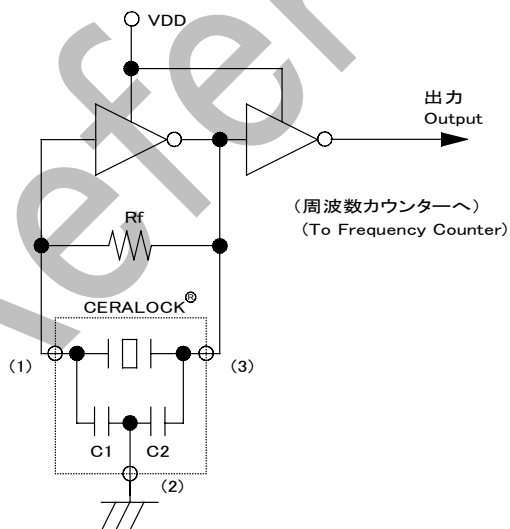 VDD
出力
Output
Rf
(周波数カウンターへ)
(To Frequency Counter)
CERALOCK®
(1)
(3)
C1
C2
(2)